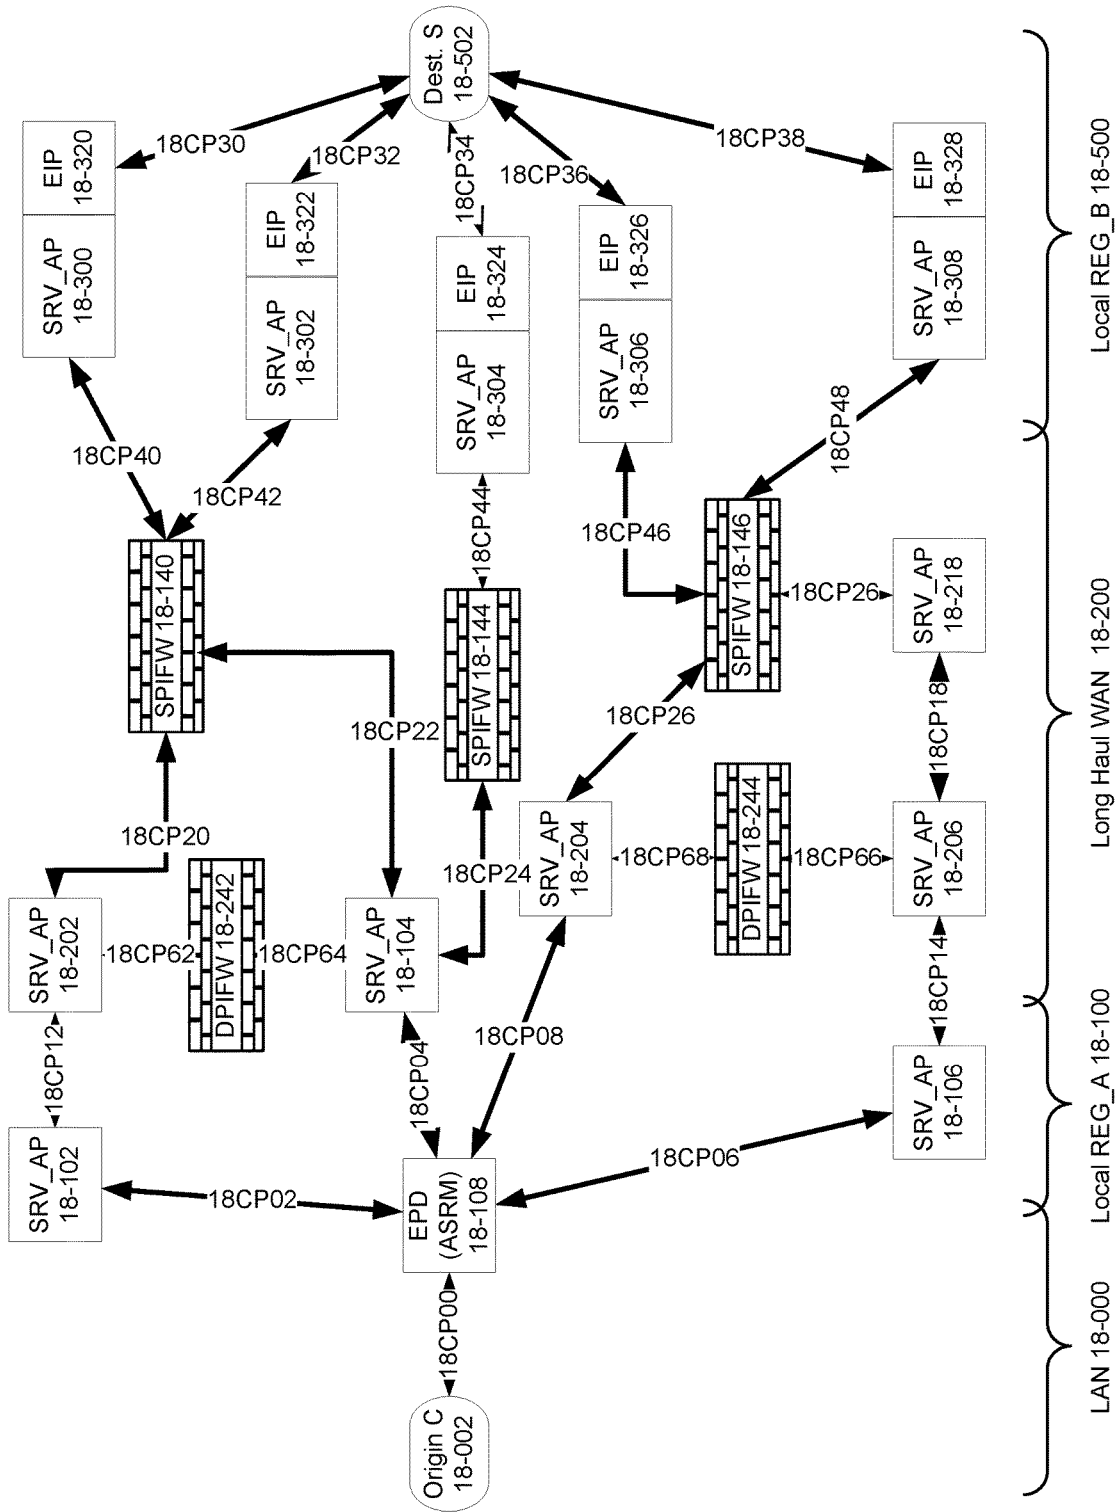 Origin C
18-002
18CP00
EPD
(ASRM)
18-108
18CP02
18CP04
18CP08
18CP06
SRV_AP
18-102
18CP12
SRV_AP
18-202
18CP62
DPIFW 18-242
18CP64
SRV_AP
18-104
18CP20
18CP22
18CP24
SPIFW 18-140
SPIFW 18-144
SRV_AP
18-204
18CP68
DPIFW 18-244
18CP66
SRV_AP
18-206
18CP14
SRV_AP
18-106
18CP26
18CP18
SRV_AP
18-218
18CP26
SPIFW 18-146
18CP40
18CP42
18CP44
18CP46
18CP48
SRV_AP
18-300
EIP
18-320
SRV_AP
18-302
EIP
18-322
SRV_AP
18-304
EIP
18-324
SRV_AP
18-306
EIP
18-326
SRV_AP
18-308
EIP
18-328
18CP30
18CP32
18CP34
18CP36
18CP38
Dest. S
18-502
LAN 18-000
Local REG_A 18-100
Long Haul WAN 18-200
Local REG_B 18-500